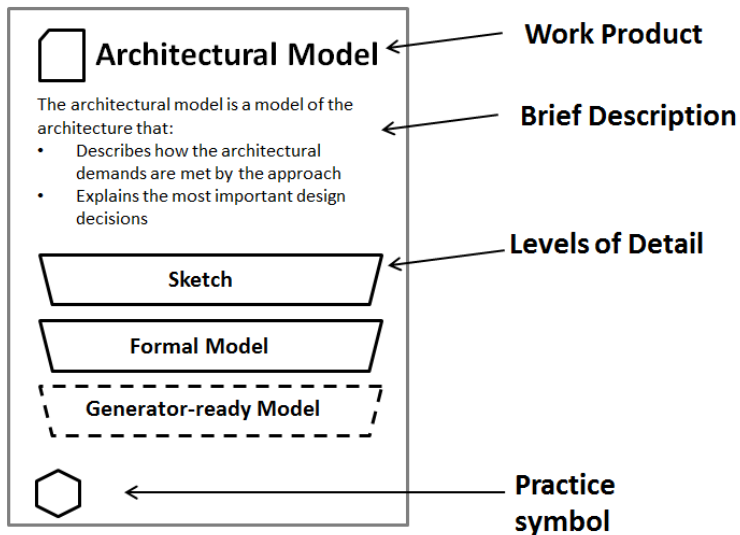 Architectural Model
Work Product
The architectural model is a model of the
architecture that:
Brief Description
• Describes how the architectural
demands are met by the approach
• Explains the most important design
decisions
Levels of Detail
Sketch
Formal Model
Generator-ready Model
Practice
symbol